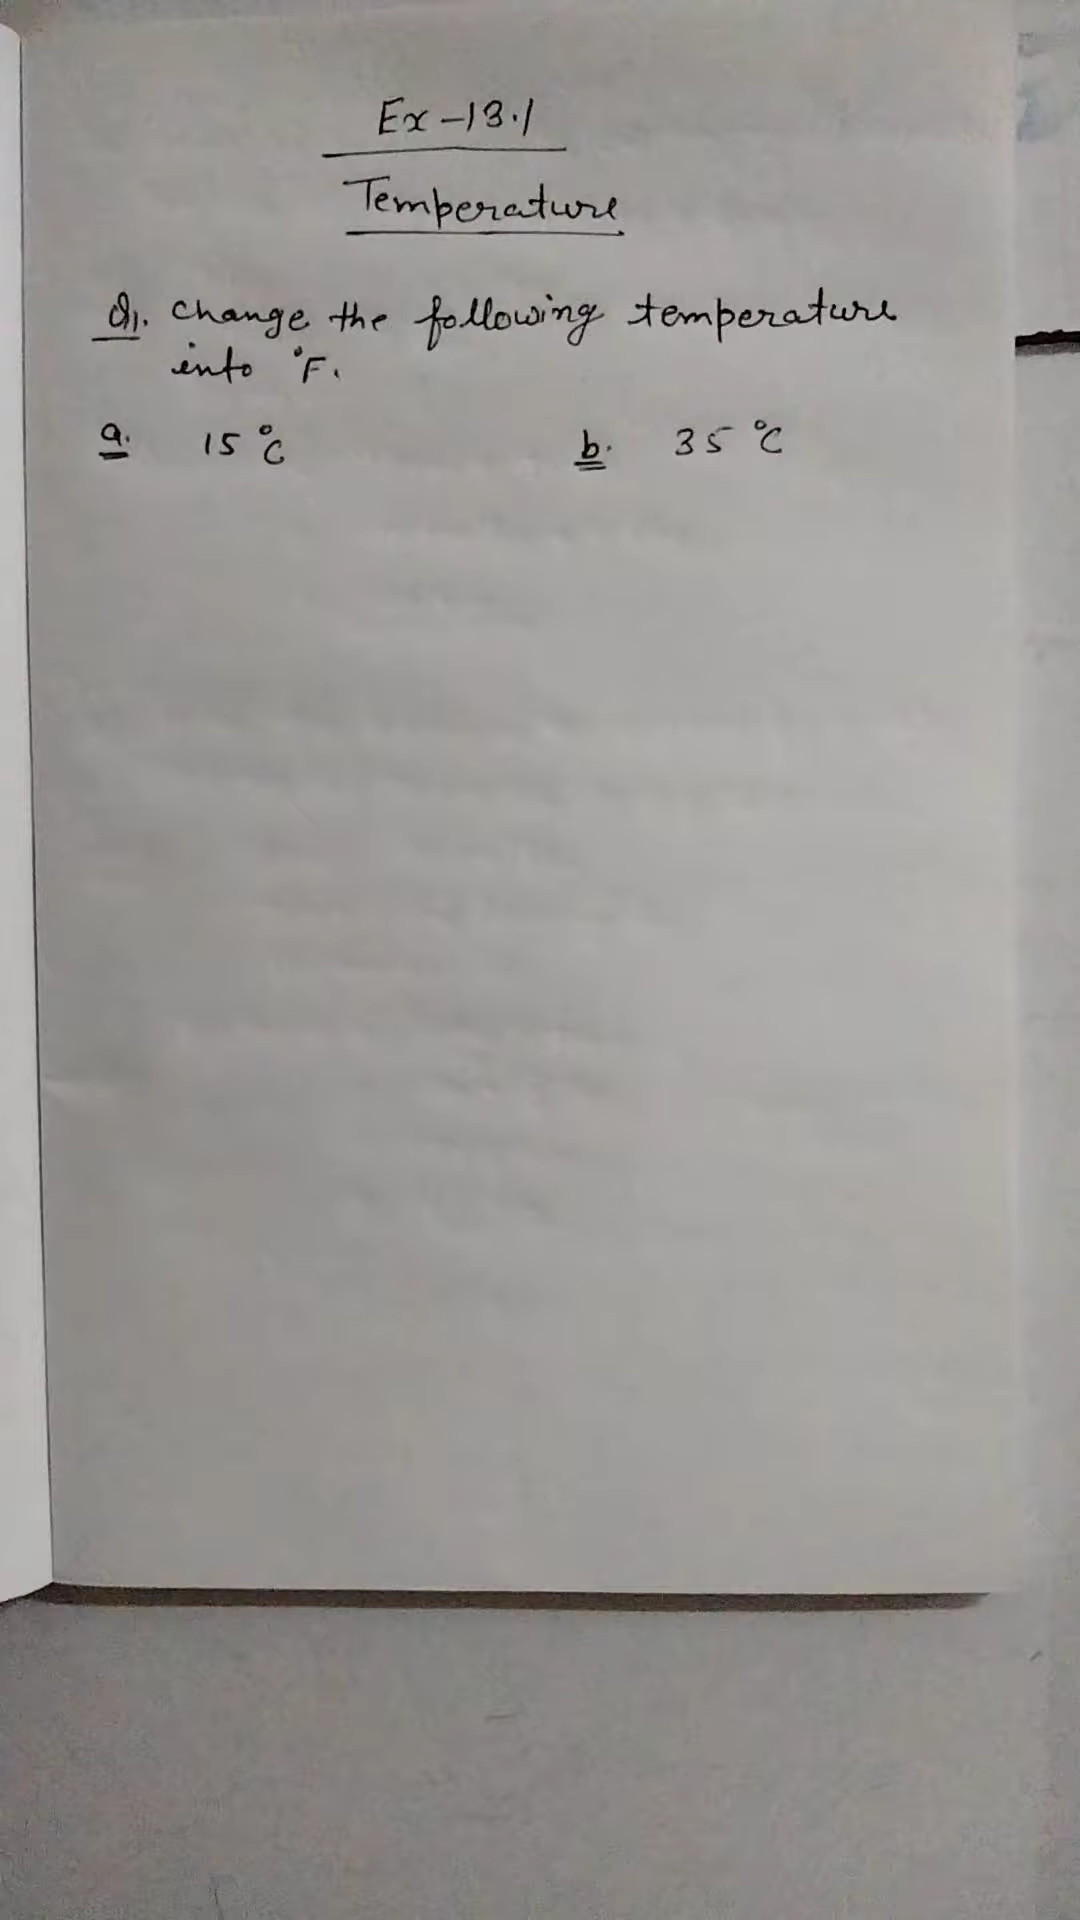 Ex-13.1
Temperature
Q1. Change the following temperature
into °F.
a. 15 °C b. 35 °C